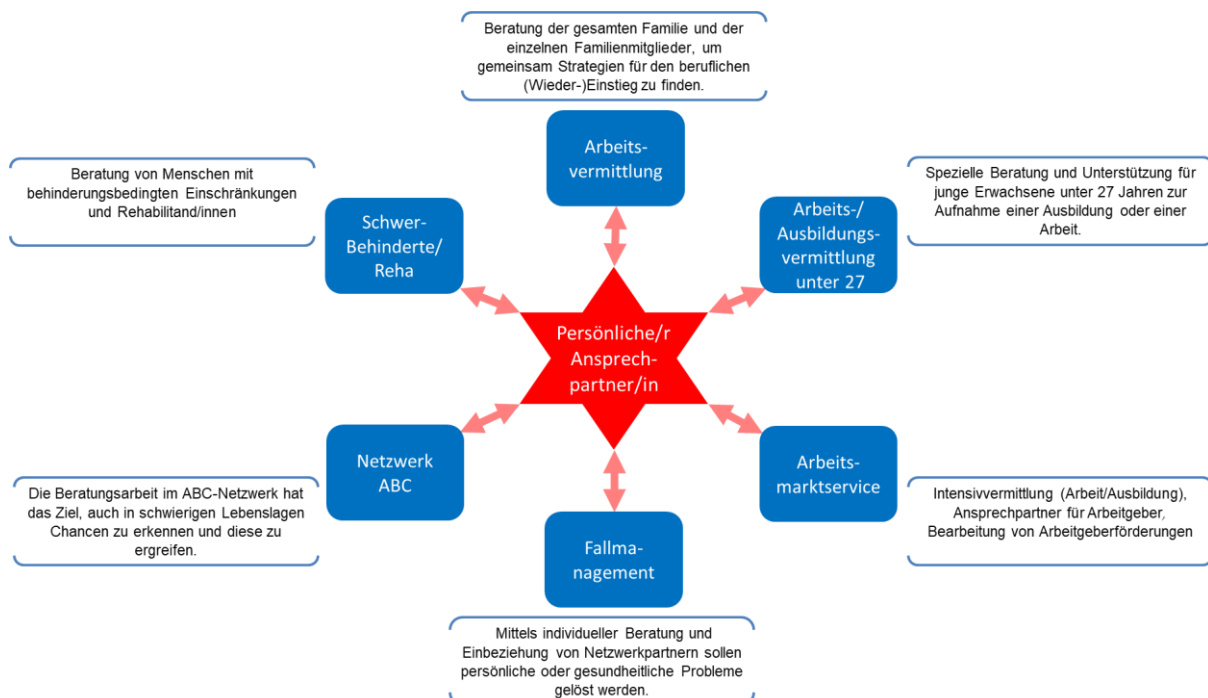 Beratung der gesamten Familie und der
einzelnen Familienmitglieder, um
gemeinsam Strategien für den beruflichen
(Wieder-)Einstieg zu finden.
Arbeits-
vermittlung
Beratung von Menschen mit
behinderungsbedingten Einschränkungen
und Rehabilitand/innen
Schwer-
Behinderte/
Reha
Arbeits-/
Ausbildungs-
vermittlung
unter 27
Spezielle Beratung und Unterstützung für
junge Erwachsene unter 27 Jahren zur
Aufnahme einer Ausbildung oder einer
Arbeit.
Persönliche/r
Ansprech-
partner/in
Netzwerk
ABC
Die Beratungsarbeit im ABC-Netzwerk hat
das Ziel, auch in schwierigen Lebenslagen
Chancen zu erkennen und diese zu
ergreifen.
Arbeits-
marktservice
Intensivvermittlung (Arbeit/Ausbildung),
Ansprechpartner für Arbeitgeber,
Bearbeitung von Arbeitgeberförderungen
Fallma-
nagement
Mittels individueller Beratung und
Einbeziehung von Netzwerkpartnern sollen
persönliche oder gesundheitliche Probleme
gelöst werden.